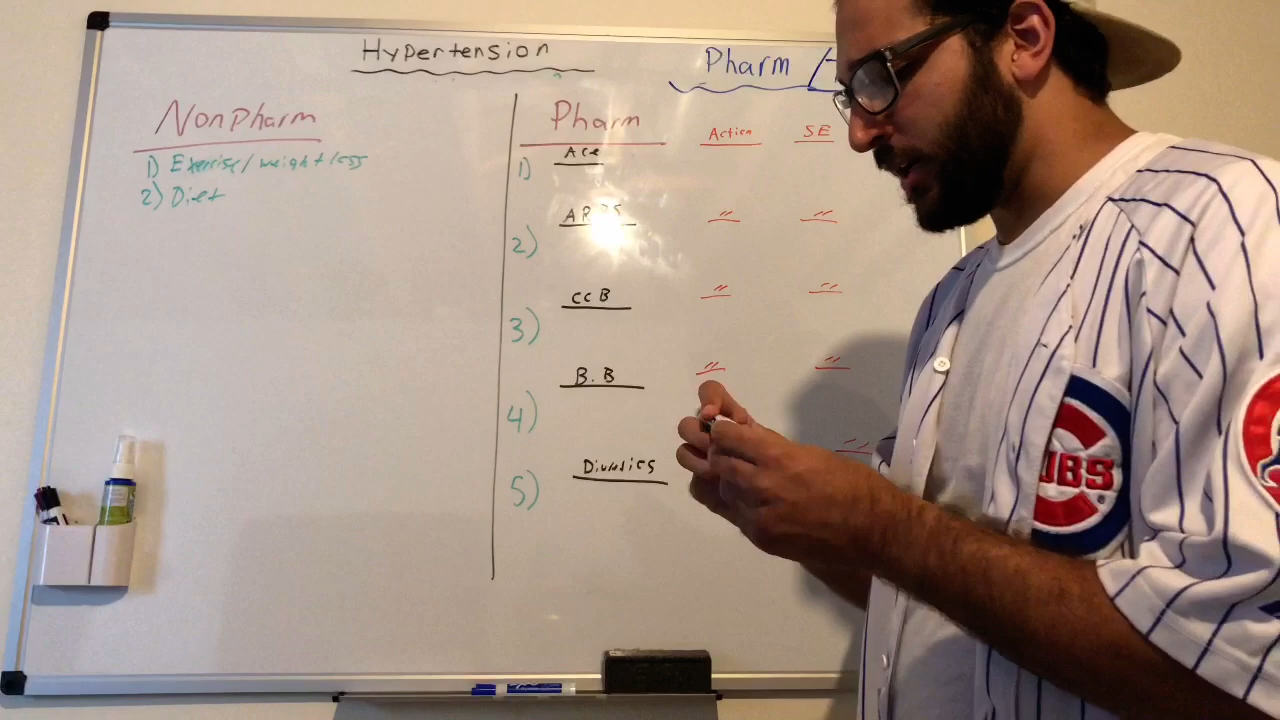 Hypertension
Pharm /
NonPharm
1) Exercise/ weight loss
2) Diet
Pharm
Action SE
1) Ace
2) ARBS
3) CCB
4) B.B
5) Diuretics
CUBS